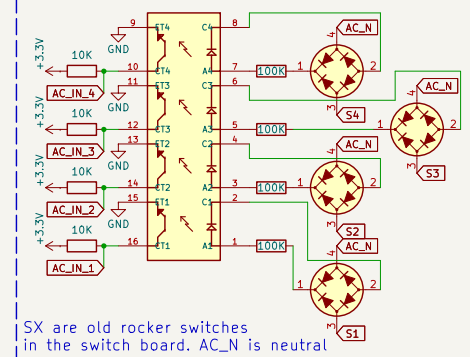 9 ET4 C4 8 AC_N
+3.3V 10K GND
10 CT4 A4 7 100K 1 4 2
AC_IN_4 11 ET3 C3 6 3 AC_N
S4
+3.3V 10K GND
12 CT3 A3 5 100K 1 4 2
AC_IN_3 13 ET2 C2 4 AC_N 3
S3
+3.3V 10K GND
14 CT2 A2 3 100K 1 4 2
AC_IN_2 15 ET1 C1 2 3
S2
+3.3V 10K GND AC_N
16 CT1 A1 1 100K 4
AC_IN_1
1 2
3
S1
SX are old rocker switches
in the switch board. AC_N is neutral